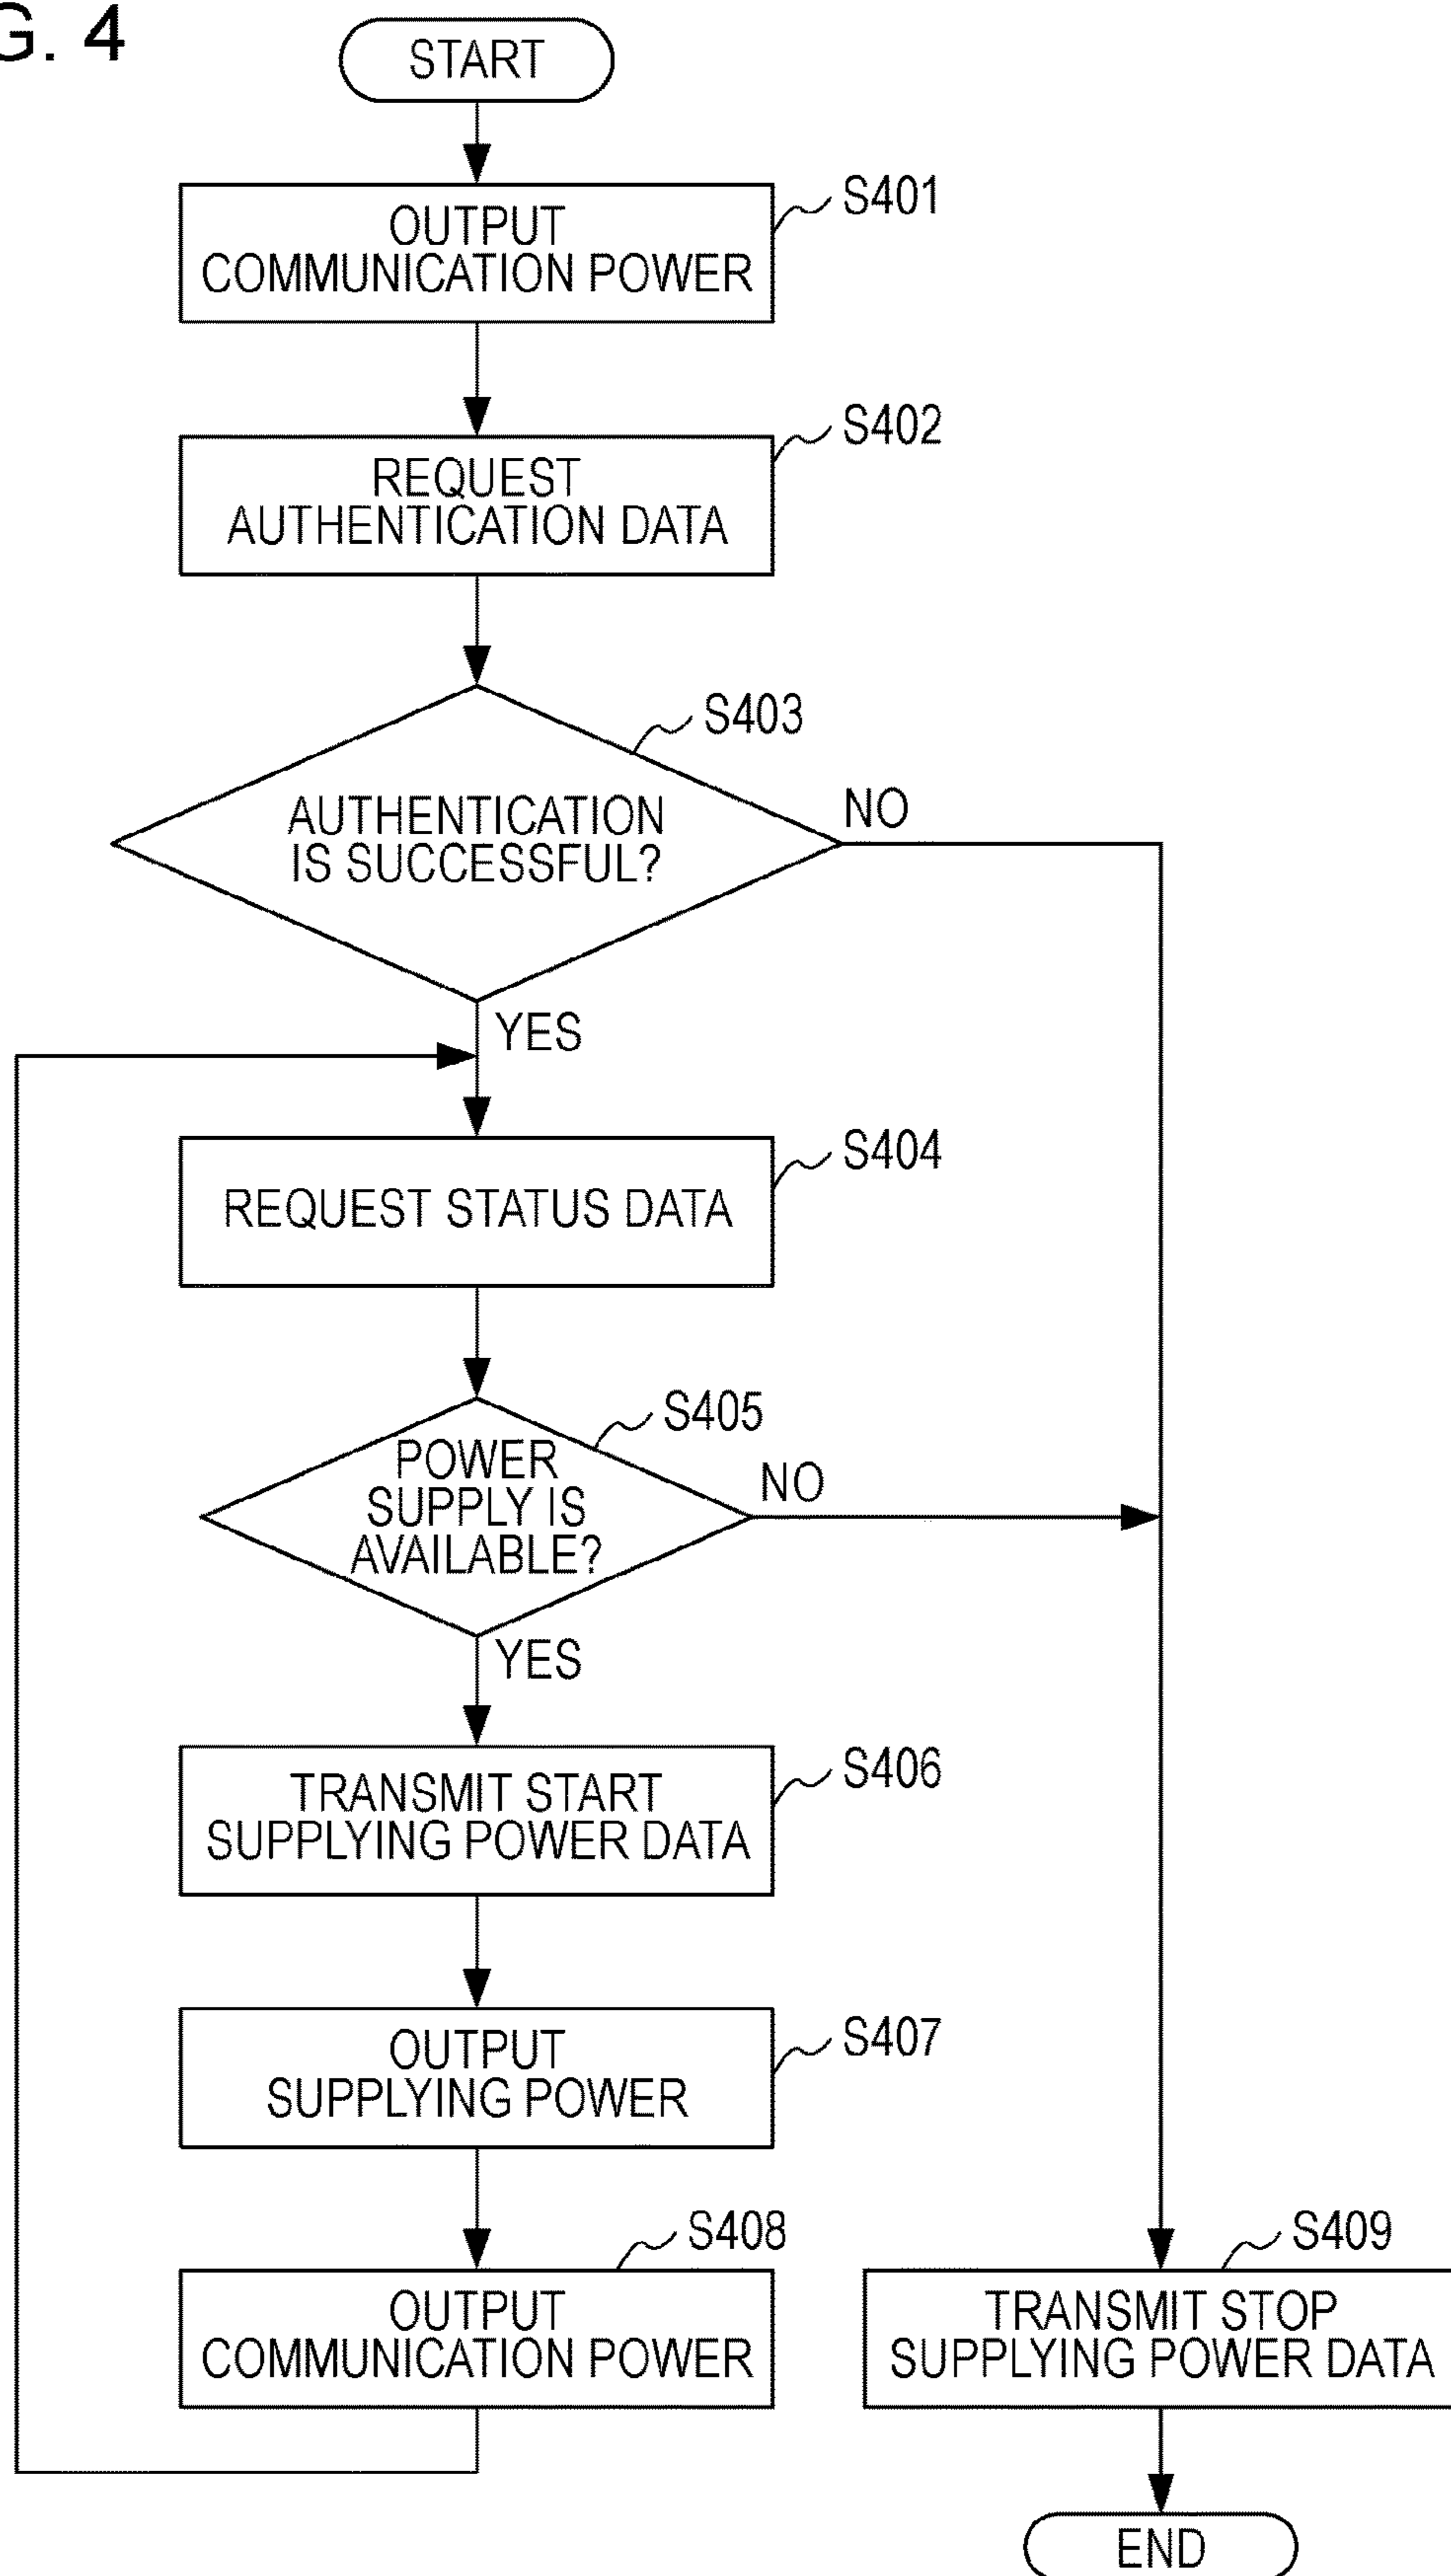 G. 4
START
OUTPUT
COMMUNICATION POWER
S401
REQUEST
AUTHENTICATION DATA
S402
S403
AUTHENTICATION
IS SUCCESSFUL?
NO
YES
REQUEST STATUS DATA
S404
S405
POWER
SUPPLY IS
AVAILABLE?
NO
YES
TRANSMIT START
SUPPLYING POWER DATA
S406
OUTPUT
SUPPLYING POWER
S407
S408
OUTPUT
COMMUNICATION POWER
S409
TRANSMIT STOP
SUPPLYING POWER DATA
END